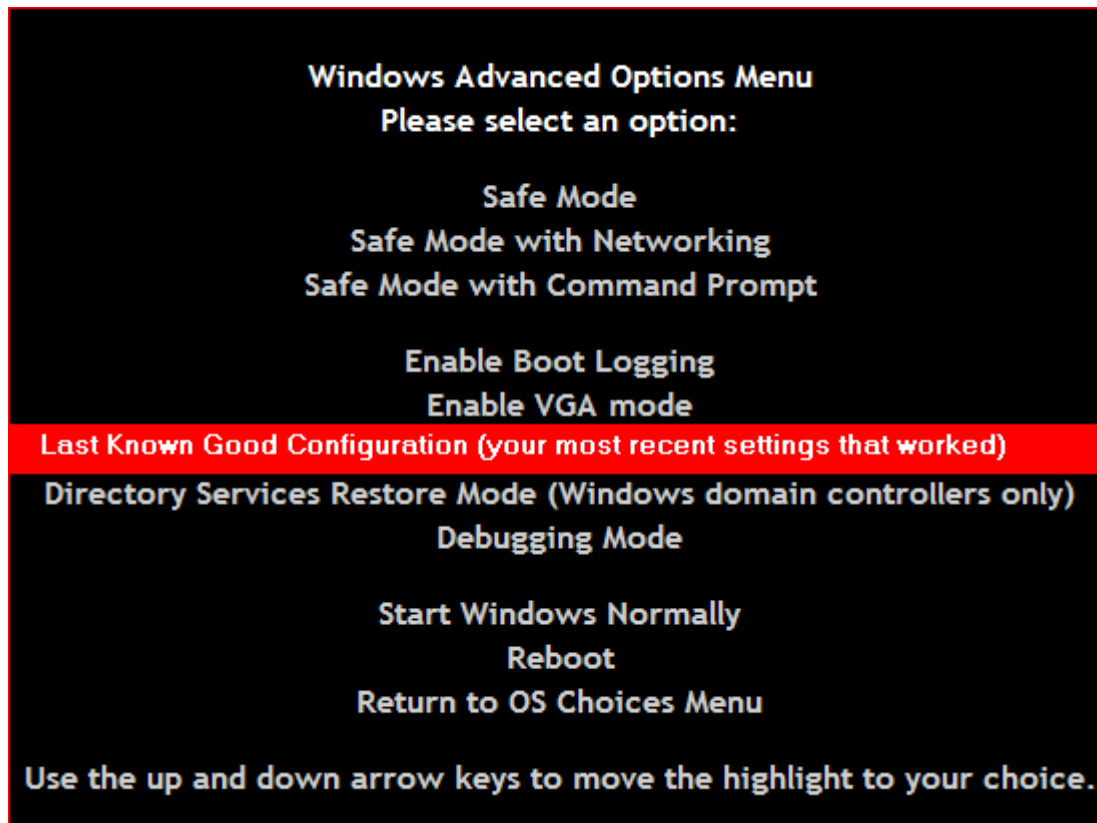 Windows Advanced Options Menu
Please select an option:
Safe Mode
Safe Mode with Networking
Safe Mode with Command Prompt
Enable Boot Logging
Enable VGA mode
Last Known Good Configuration (your most recent settings that worked)
Directory Services Restore Mode (Windows domain controllers only)
Debugging Mode
Start Windows Normally
Reboot
Return to OS Choices Menu
Use the up and down arrow keys to move the highlight to your choice.